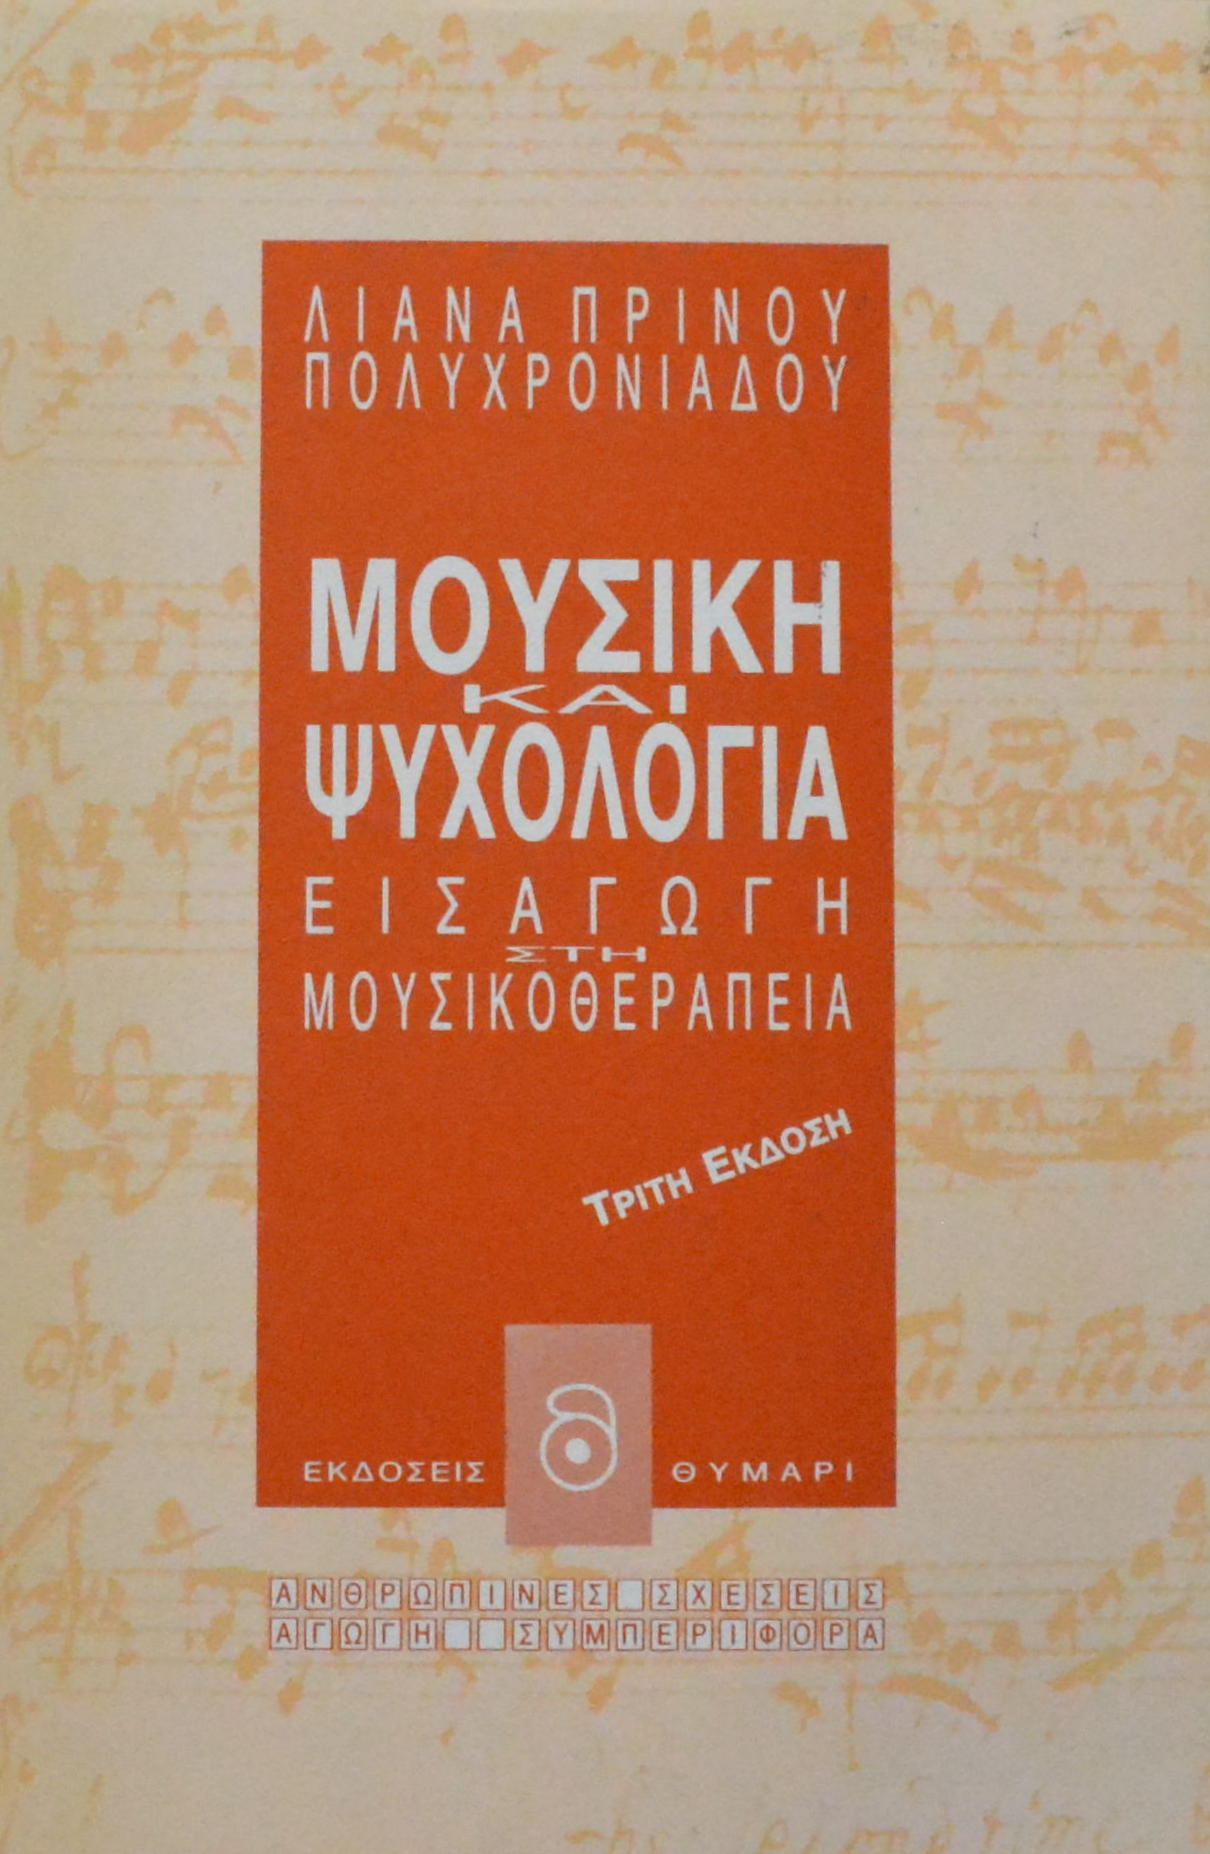 ΛΙΑΝΑ ΠΡΙΝΟΥ
ΠΟΛΥΧΡΟΝΙΑΔΟΥ
ΜΟΥΣΙΚΗ
ΚΑΙ
ΨΥΧΟΛΟΓΙΑ
ΕΙΣΑΓΩΓΗ
ΣΤΗ
ΜΟΥΣΙΚΟΘΕΡΑΠΕΙΑ
ΤΡΙΤΗ ΕΚΔΟΣΗ
ΕΚΔΟΣΕΙΣ ΘΥΜΑΡΙ
ΑΝΘΡΩΠΙΝΕΣ ΣΧΕΣΕΙΣ
ΑΓΩΓΗ ΣΥΜΠΕΡΙΦΟΡΑ